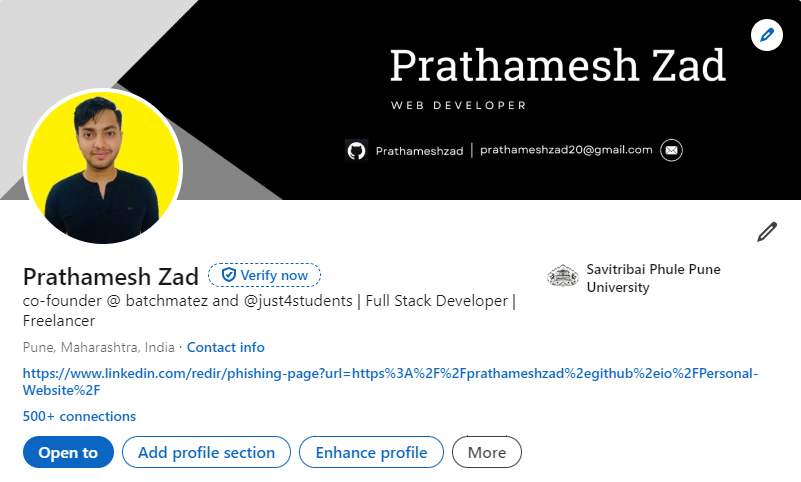 Prathamesh Zad
WEB DEVELOPER
Prathameshzad | prathameshzad20@gmail.com
Prathamesh Zad Verify now
co-founder @ batchmatez and @just4students | Full Stack Developer |
Freelancer
Savitribai Phule Pune
University
Pune, Maharashtra, India · Contact info
https://www.linkedin.com/redir/phishing-page?url=https%3A%2F%2Fprathameshzad%2egithub%2eio%2FPersonal-
Website%2F
500+ connections
Open to Add profile section Enhance profile More